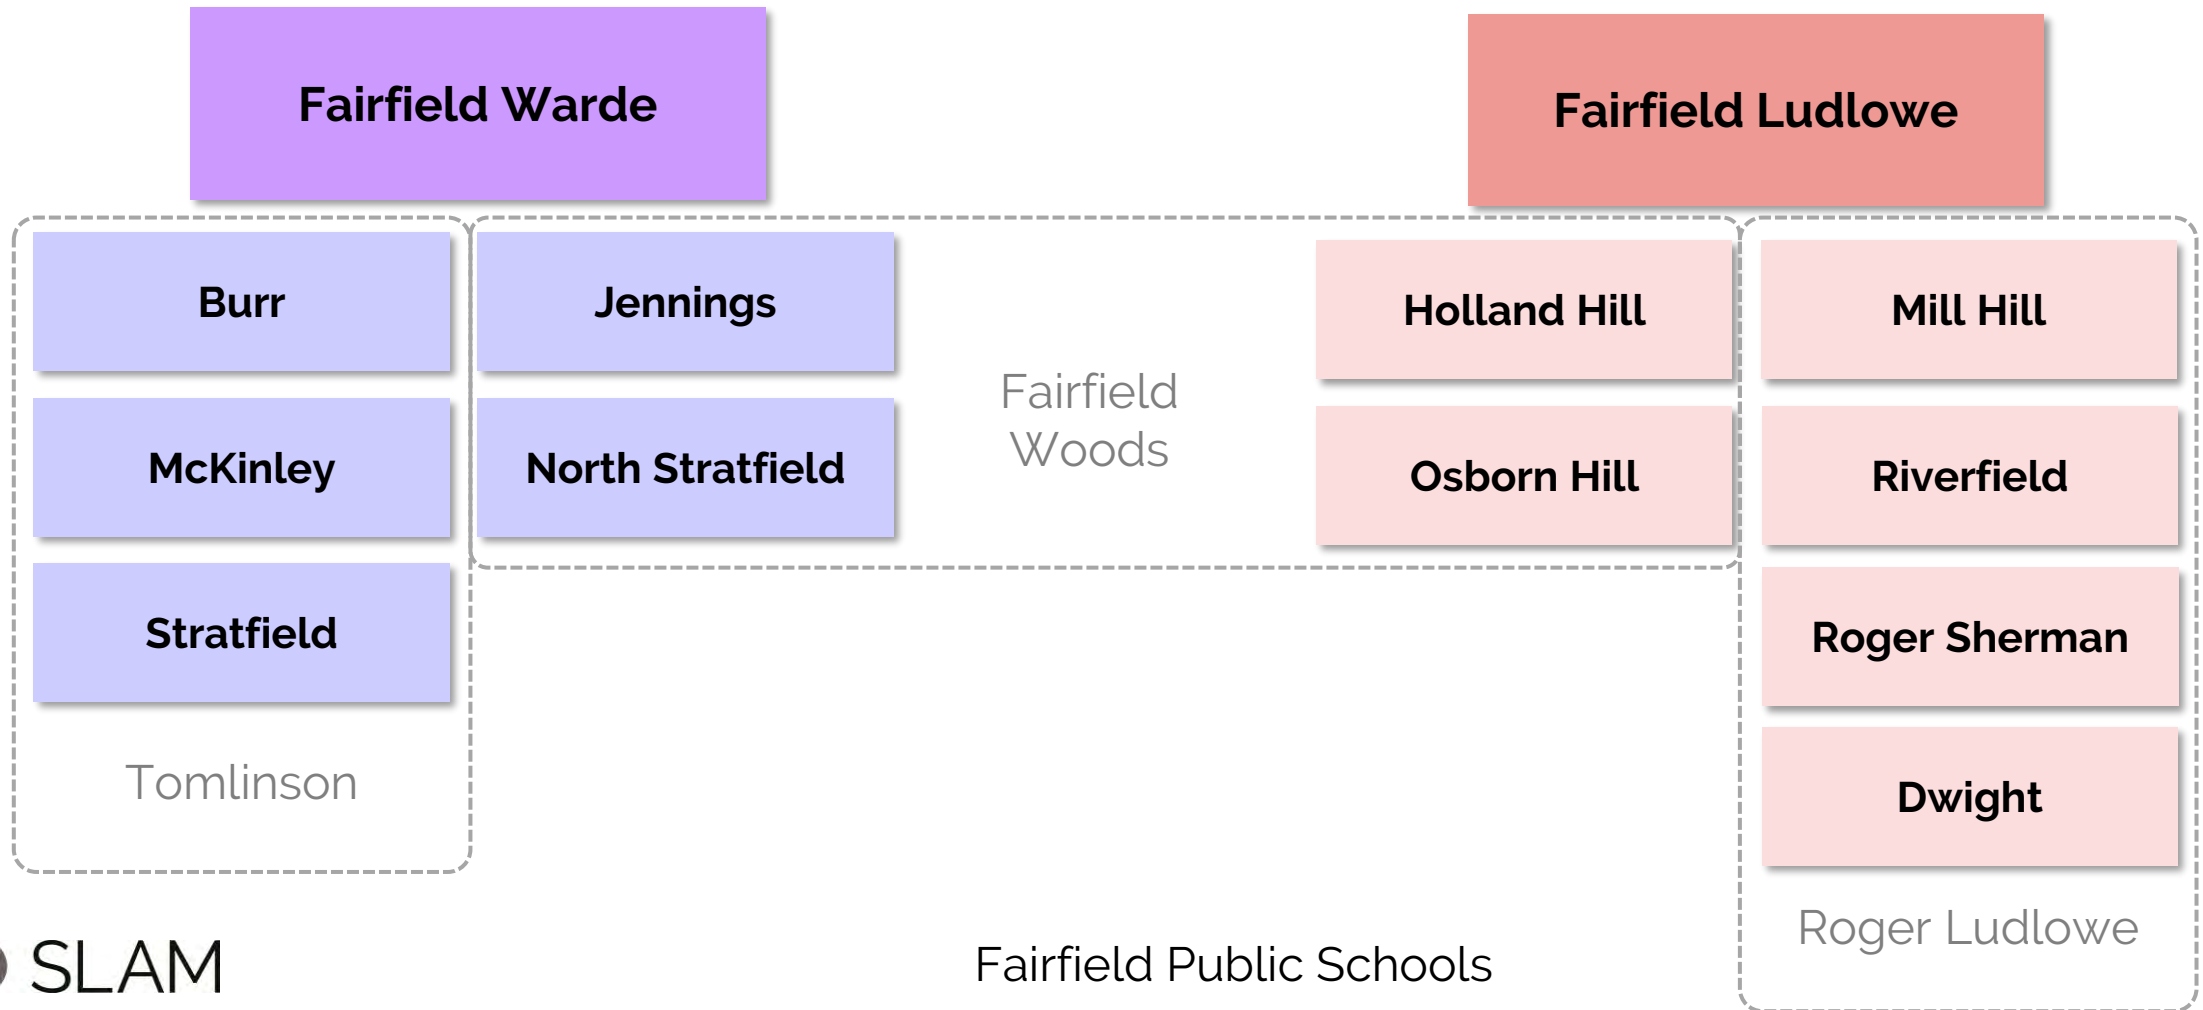 Fairfield Warde
Fairfield Ludlowe
Burr
Jennings
Holland Hill
Mill Hill
McKinley
North Stratfield
Fairfield
Woods
Osborn Hill
Riverfield
Stratfield
Roger Sherman
Tomlinson
Dwight
Roger Ludlowe
SLAM
Fairfield Public Schools